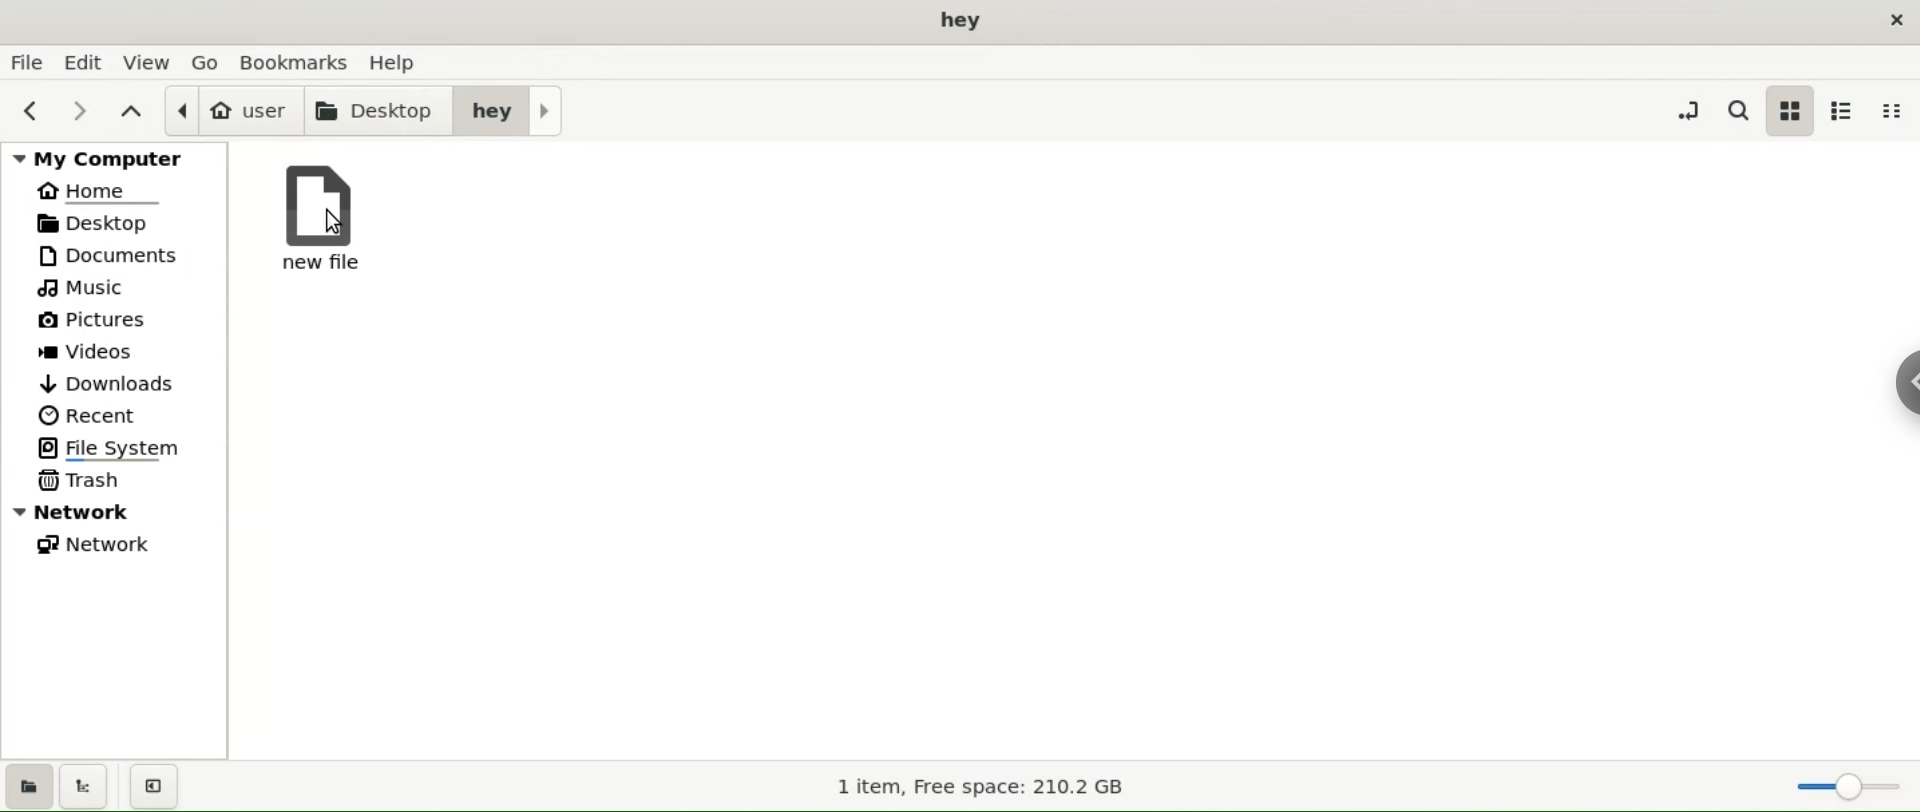 hey
File Edit View Go Bookmarks Help
user Desktop hey
My Computer
Home
Desktop
Documents
Music
Pictures
Videos
Downloads
Recent
File System
Trash
Network
Network
new file
1 item, Free space: 210.2 GB